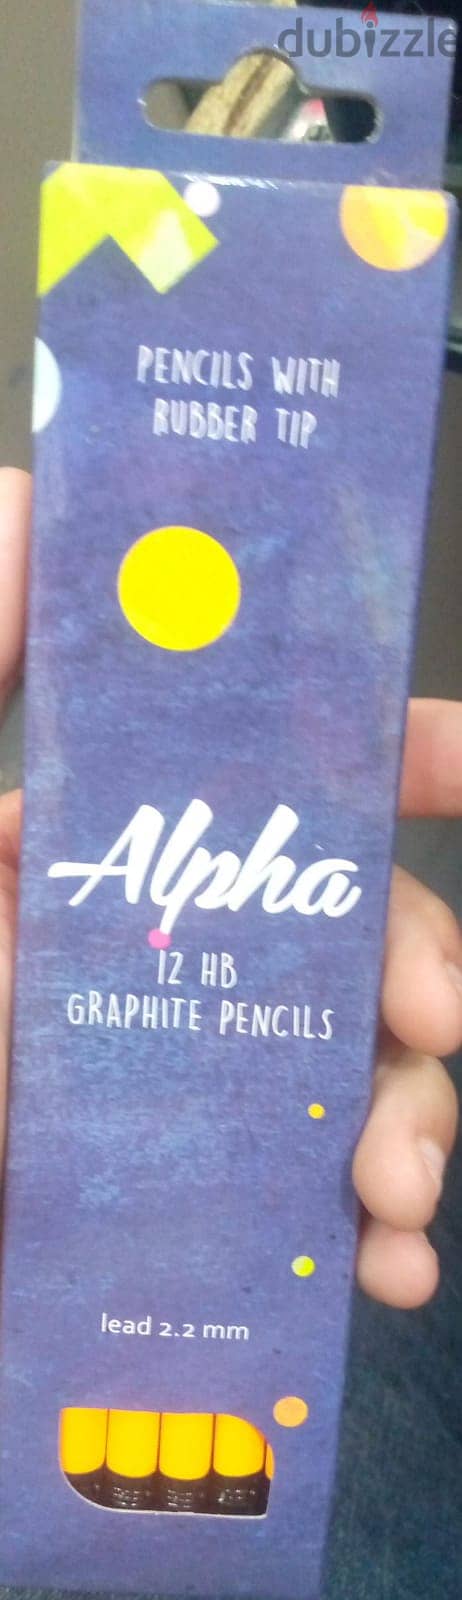 dubizzle
PENCILS WITH
RUBBER TIP
Alpha
12 HB
GRAPHITE PENCILS
lead 2.2 mm